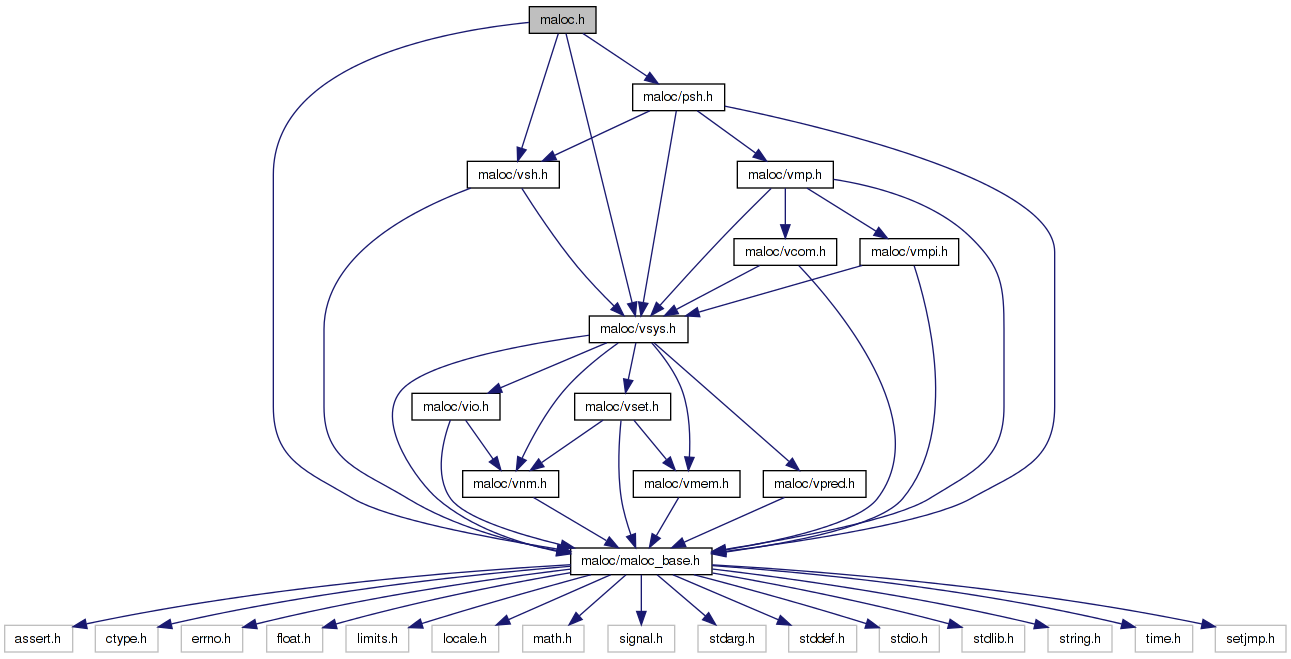 maloc.h
maloc/psh.h
maloc/vsh.h
maloc/vmp.h
maloc/vcom.h
maloc/vmpi.h
maloc/vsys.h
maloc/vio.h
maloc/vset.h
maloc/vnm.h
maloc/vmem.h
maloc/vpred.h
maloc/maloc_base.h
assert.h
ctype.h
errno.h
float.h
limits.h
locale.h
math.h
signal.h
stdarg.h
stddef.h
stdio.h
stdlib.h
string.h
time.h
setjmp.h